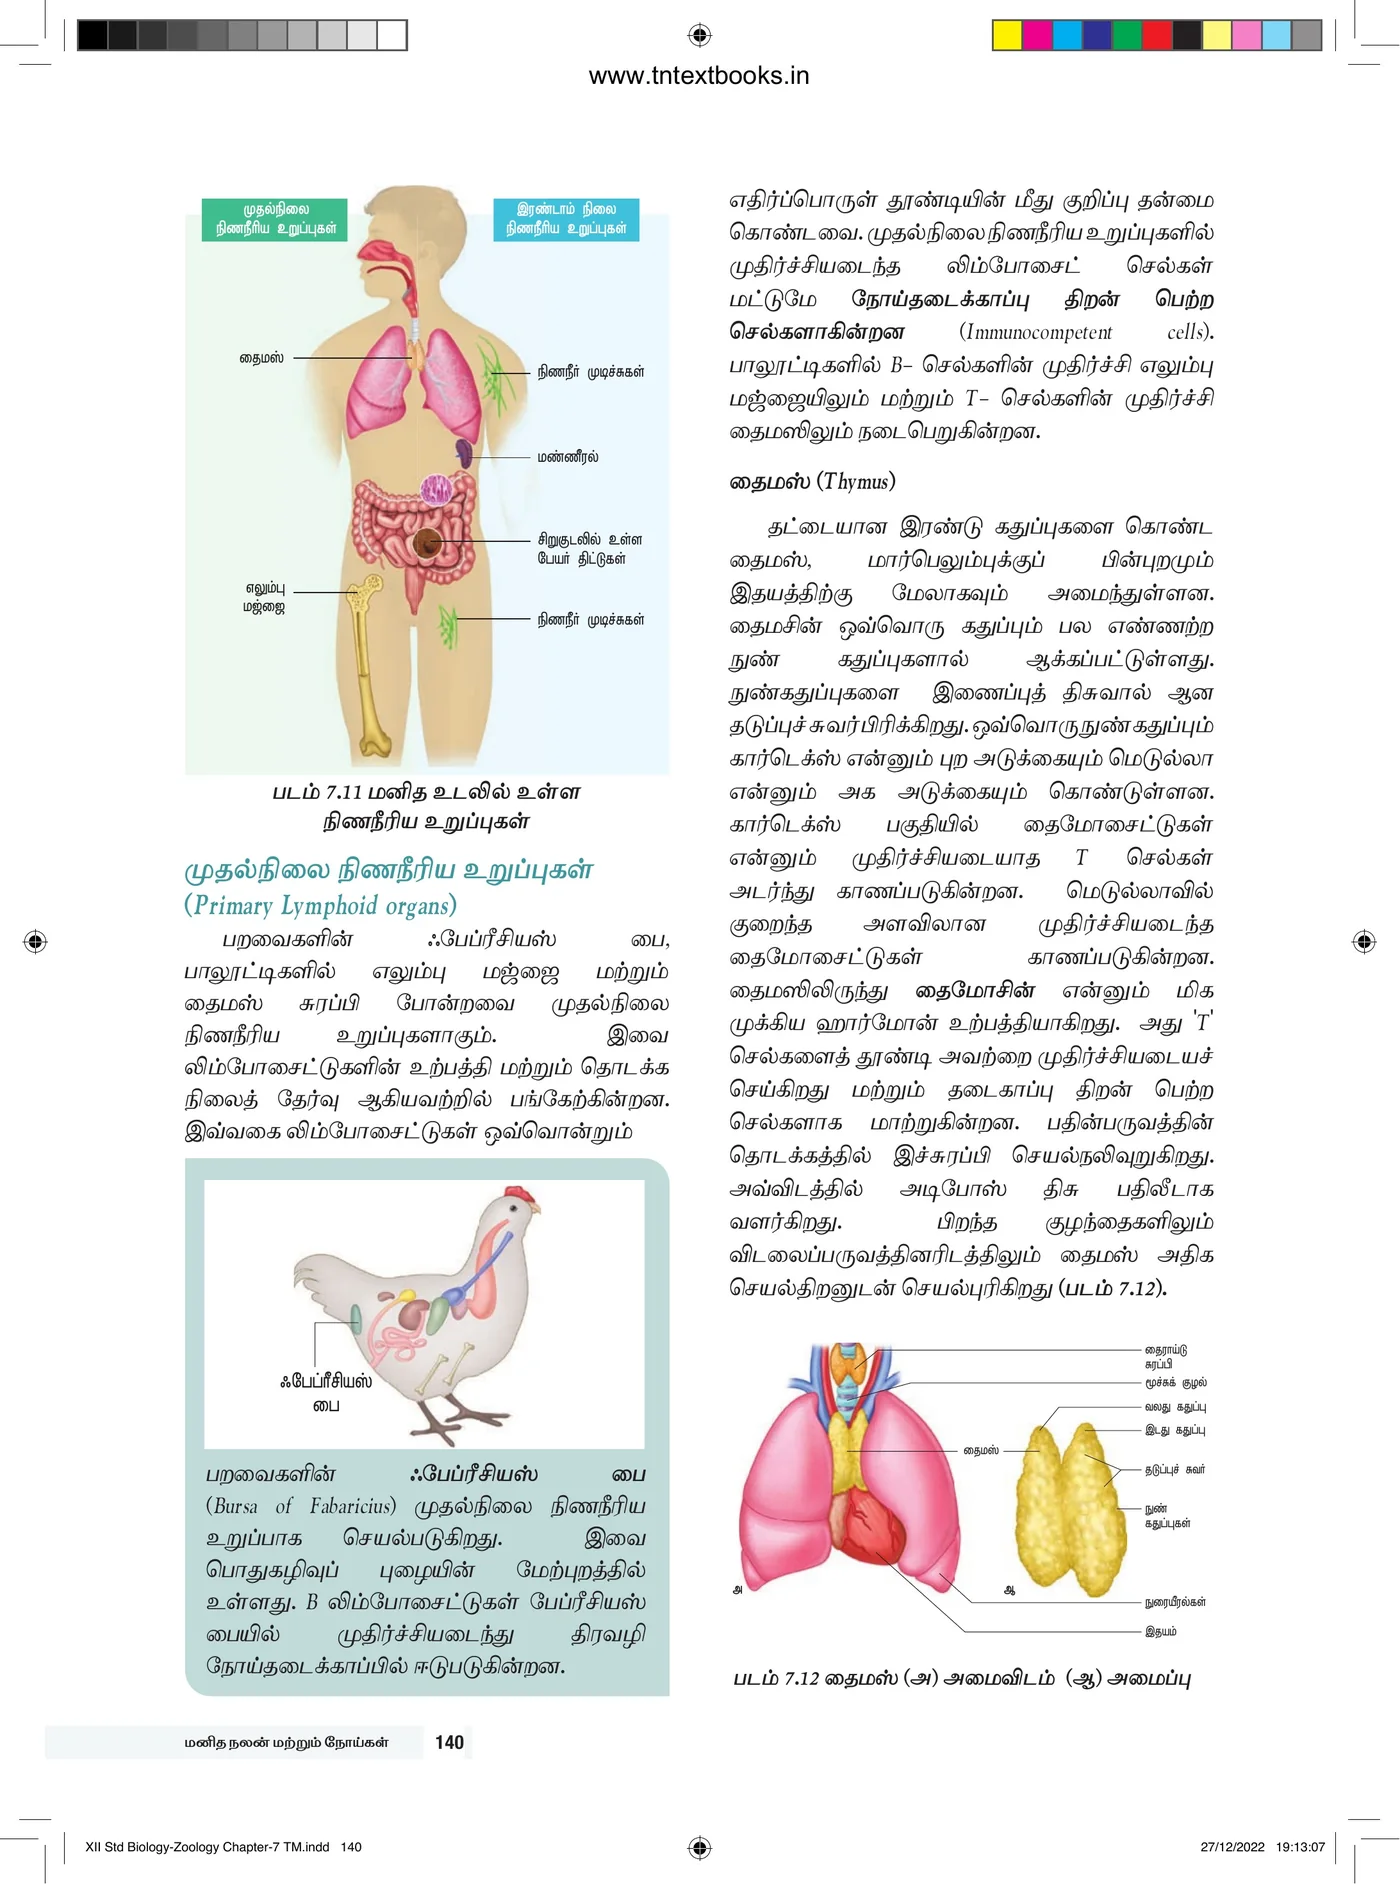 www.tntextbooks.in
முதல்நிலை
நிணநீரிய உறுப்புகள்
இரண்டாம் நிலை
நிணநீரிய உறுப்புகள்
தைமஸ்
நிணநீர் முடிச்சுகள்
மண்ணீரல்
சிறுகுடலில் உள்ள
பேயர் திட்டுகள்
எலும்பு
மஜ்ஜை
நிணநீர் முடிச்சுகள்
படம் 7.11 மனித உடலில் உள்ள
நிணநீரிய உறுப்புகள்
முதல்நிலை நிணநீரிய உறுப்புகள்
(Primary Lymphoid organs)
பறவைகளின் ஃபேப்ரீசியஸ் பை,
பாலூட்டிகளில் எலும்பு மஜ்ஜை மற்றும்
தைமஸ் சுரப்பி போன்றவை முதல்நிலை
நிணநீரிய உறுப்புகளாகும். இவை
லிம்போசைட்டுகளின் உற்பத்தி மற்றும் தொடக்க
நிலைத் தேர்வு ஆகியவற்றில் பங்கேற்கின்றன.
இவ்வகை லிம்போசைட்டுகள் ஒவ்வொன்றும்
ஃபேப்ரீசியஸ்
பை
பறவைகளின் ஃபேப்ரீசியஸ் பை
(Bursa of Fabaricius) முதல்நிலை நிணநீரிய
உறுப்பாக செயல்படுகிறது. இவை
பொதுகழிவுப் புழையின் மேற்புறத்தில்
உள்ளது. B லிம்போசைட்டுகள் பேப்ரீசியஸ்
பையில் முதிர்ச்சியடைந்து திரவழி
நோய்தடைக்காப்பில் ஈடுபடுகின்றன.
எதிர்ப்பொருள் தூண்டியின் மீது குறிப்பு தன்மை
கொண்டவை. முதல்நிலை நிணநீரிய உறுப்புகளில்
முதிர்ச்சியடைந்த லிம்போசைட் செல்கள்
மட்டுமே நோய்தடைக்காப்பு திறன் பெற்ற
செல்களாகின்றன (Immunocompetent cells).
பாலூட்டிகளில் B- செல்களின் முதிர்ச்சி எலும்பு
மஜ்ஜையிலும் மற்றும் T- செல்களின் முதிர்ச்சி
தைமஸிலும் நடைபெறுகின்றன.
தைமஸ் (Thymus)
தட்டையான இரண்டு கதுப்புகளை கொண்ட
தைமஸ், மார்பெலும்புக்குப் பின்புறமும்
இதயத்திற்கு மேலாகவும் அமைந்துள்ளன.
தைமசின் ஒவ்வொரு கதுப்பும் பல எண்ணற்ற
நுண் கதுப்புகளால் ஆக்கப்பட்டுள்ளது.
நுண்கதுப்புகளை இணைப்புத் திசுவால் ஆன
தடுப்புச் சுவர் பிரிக்கிறது. ஒவ்வொரு நுண்கதுப்பும்
கார்டெக்ஸ் என்னும் புற அடுக்கையும் மெடுல்லா
என்னும் அக அடுக்கையும் கொண்டுள்ளன.
கார்டெக்ஸ் பகுதியில் தைமோசைட்டுகள்
என்னும் முதிர்ச்சியடையாத T செல்கள்
அடர்ந்து காணப்படுகின்றன. மெடுல்லாவில்
குறைந்த அளவிலான முதிர்ச்சியடைந்த
தைமோசைட்டுகள் காணப்படுகின்றன.
தைமஸிலிருந்து தைமோசின் என்னும் மிக
முக்கிய ஹார்மோன் உற்பத்தியாகிறது. அது 'T'
செல்களைத் தூண்டி அவற்றை முதிர்ச்சியடையச்
செய்கிறது மற்றும் தடைகாப்பு திறன் பெற்ற
செல்களாக மாற்றுகின்றன. பதின்பருவத்தின்
தொடக்கத்தில் இச்சுரப்பி செயல்நலிவுறுகிறது.
அவ்விடத்தில் அடிபோஸ் திசு பதிலீடாக
வளர்கிறது. பிறந்த குழந்தைகளிலும்
விடலைப்பருவத்தினரிடத்திலும் தைமஸ் அதிக
செயல்திறனுடன் செயல்புரிகிறது (படம் 7.12).
தைராய்டு
சுரப்பி
மூச்சுக் குழல்
வலது கதுப்பு
இடது கதுப்பு
தைமஸ்
தடுப்புச் சுவர்
நுண்
கதுப்புகள்
அ
ஆ
நுரையீரல்கள்
இதயம்
படம் 7.12 தைமஸ் (அ) அமைவிடம் (ஆ) அமைப்பு
மனித நலன் மற்றும் நோய்கள் 140
XII Std Biology-Zoology Chapter-7 TM.indd 140
27/12/2022 19:13:07